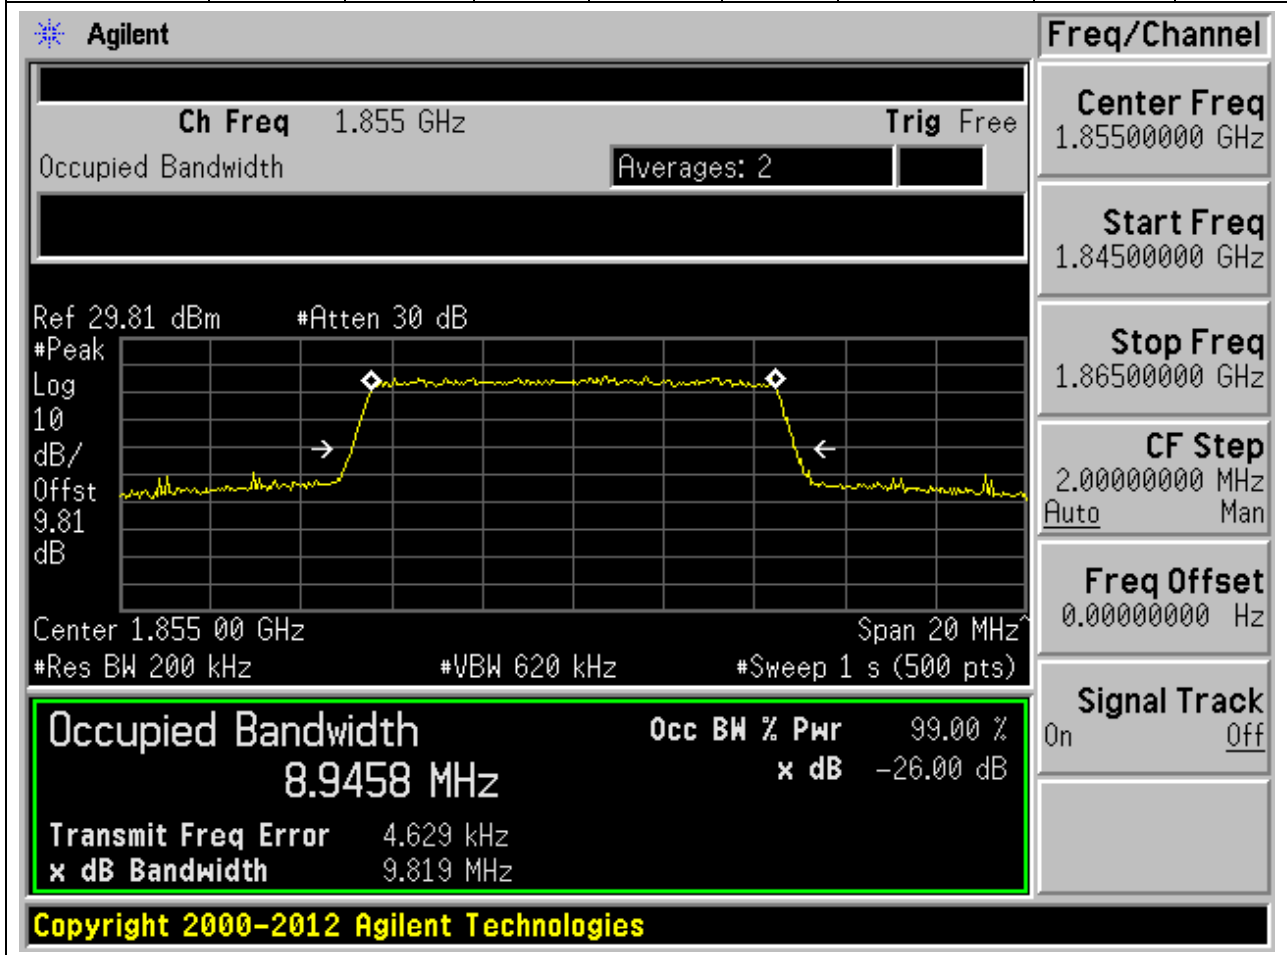 Agilent
Freq/Channel
Ch Freq 1.855 GHz Trig Free
Occupied Bandwidth Averages: 2
Center Freq
1.85500000 GHz
Start Freq
1.84500000 GHz
Stop Freq
1.86500000 GHz
CF Step
2.00000000 MHz
Auto Man
Freq Offset
0.00000000 Hz
Signal Track
On Off
Ref 29.81 dBm #Atten 30 dB
#Peak
Log
10
dB/
Offst
9.81
dB
Center 1.855 00 GHz Span 20 MHz^
#Res BW 200 kHz #VBW 620 kHz #Sweep 1 s (500 pts)
Occupied Bandwidth Occ BW % Pwr 99.00 %
8.9458 MHz x dB -26.00 dB
Transmit Freq Error 4.629 kHz
x dB Bandwidth 9.819 MHz
Copyright 2000-2012 Agilent Technologies